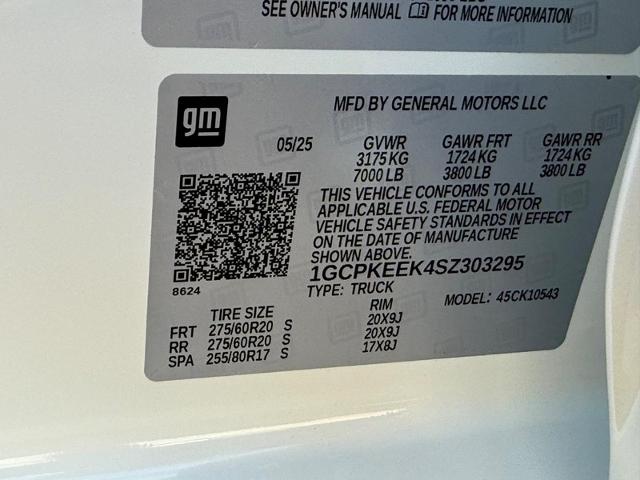 SEE OWNER'S MANUAL FOR MORE INFORMATION
gm
MFD BY GENERAL MOTORS LLC
05/25 GVWR GAWR FRT GAWR RR
3175 KG 1724 KG 1724 KG
7000 LB 3800 LB 3800 LB
THIS VEHICLE CONFORMS TO ALL
APPLICABLE U.S. FEDERAL MOTOR
VEHICLE SAFETY STANDARDS IN EFFECT
ON THE DATE OF MANUFACTURE
SHOWN ABOVE.
1GCPKEEK4SZ303295
8624
TYPE: TRUCK MODEL: 45CK10543
TIRE SIZE RIM
FRT 275/60R20 S 20X9J
RR 275/60R20 S 20X9J
SPA 255/80R17 S 17X8J